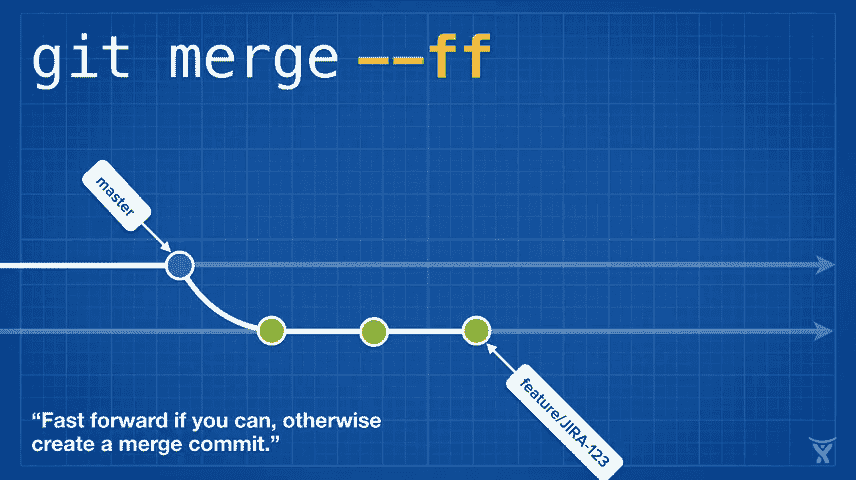 git merge --ff
master
feature/JIRA-123
“Fast forward if you can, otherwise
create a merge commit.”